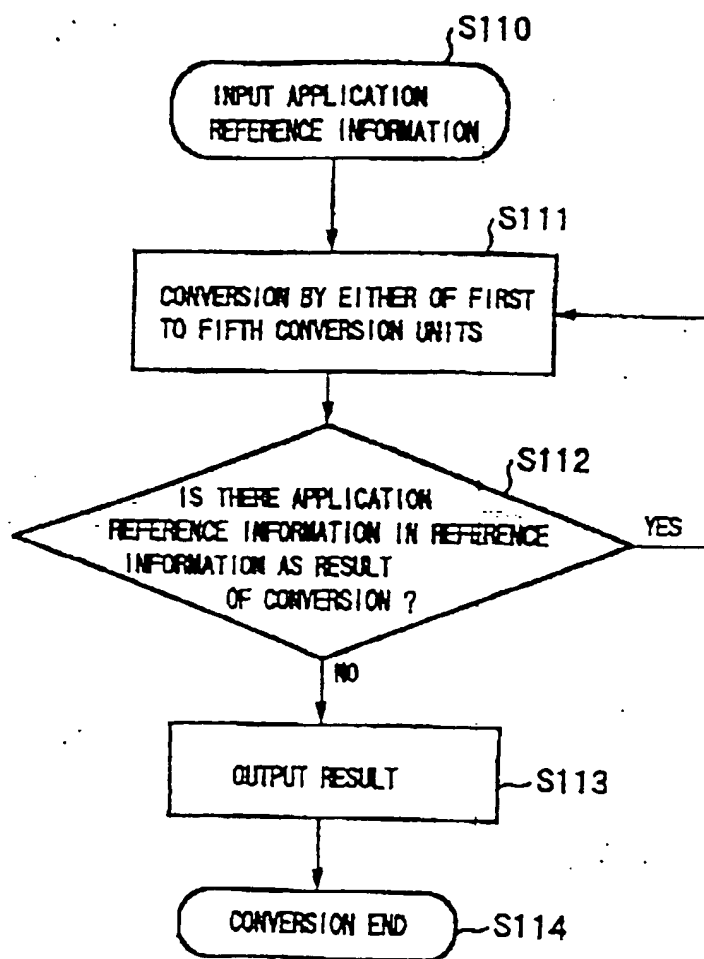 S110
INPUT APPLICATION
REFERENCE INFORMATION
S111
CONVERSION BY EITHER OF FIRST
TO FIFTH CONVERSION UNITS
S112
IS THERE APPLICATION
REFERENCE INFORMATION IN REFERENCE
INFORMATION AS RESULT
OF CONVERSION ?
YES
NO
OUTPUT RESULT
S113
CONVERSION END
S114